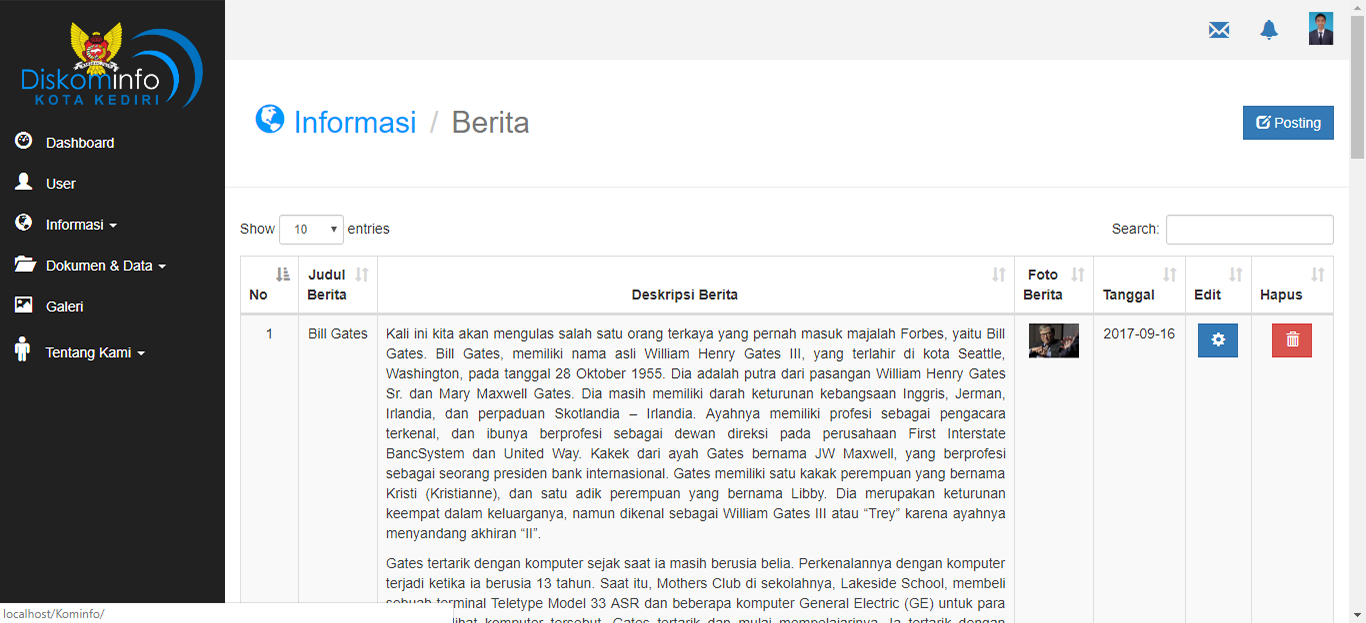 Diskominfo
KOTA KEDIRI
Dashboard
User
Informasi
Dokumen & Data
Galeri
Tentang Kami
Informasi / Berita
Posting
Show 10 entries
Search:
No
Judul Berita
Deskripsi Berita
Foto Berita
Tanggal
Edit
Hapus
1
Bill Gates
Kali ini kita akan mengulas salah satu orang terkaya yang pernah masuk majalah Forbes, yaitu Bill
Gates. Bill Gates, memiliki nama asli William Henry Gates III, yang terlahir di kota Seattle,
Washington, pada tanggal 28 Oktober 1955. Dia adalah putra dari pasangan William Henry Gates
Sr. dan Mary Maxwell Gates. Dia masih memiliki darah keturunan kebangsaan Inggris, Jerman,
Irlandia, dan perpaduan Skotlandia – Irlandia. Ayahnya memiliki profesi sebagai pengacara
terkenal, dan ibunya berprofesi sebagai dewan direksi pada perusahaan First Interstate
BancSystem dan United Way. Kakek dari ayah Gates bernama JW Maxwell, yang berprofesi
sebagai seorang presiden bank internasional. Gates memiliki satu kakak perempuan yang bernama
Kristi (Kristianne), dan satu adik perempuan yang bernama Libby. Dia merupakan keturunan
keempat dalam keluarganya, namun dikenal sebagai William Gates III atau “Trey” karena ayahnya
menyandang akhiran “II”.
Gates tertarik dengan komputer sejak saat ia masih berusia belia. Perkenalannya dengan komputer
terjadi ketika ia berusia 13 tahun. Saat itu, Mothers Club di sekolahnya, Lakeside School, membeli
sebuah terminal Teletype Model 33 ASR dan beberapa komputer General Electric (GE) untuk para
komputer tersebut. Gates tertarik dan mulai mempelajarinya. Ia tertarik dengan
2017-09-16
localhost/Kominfo/